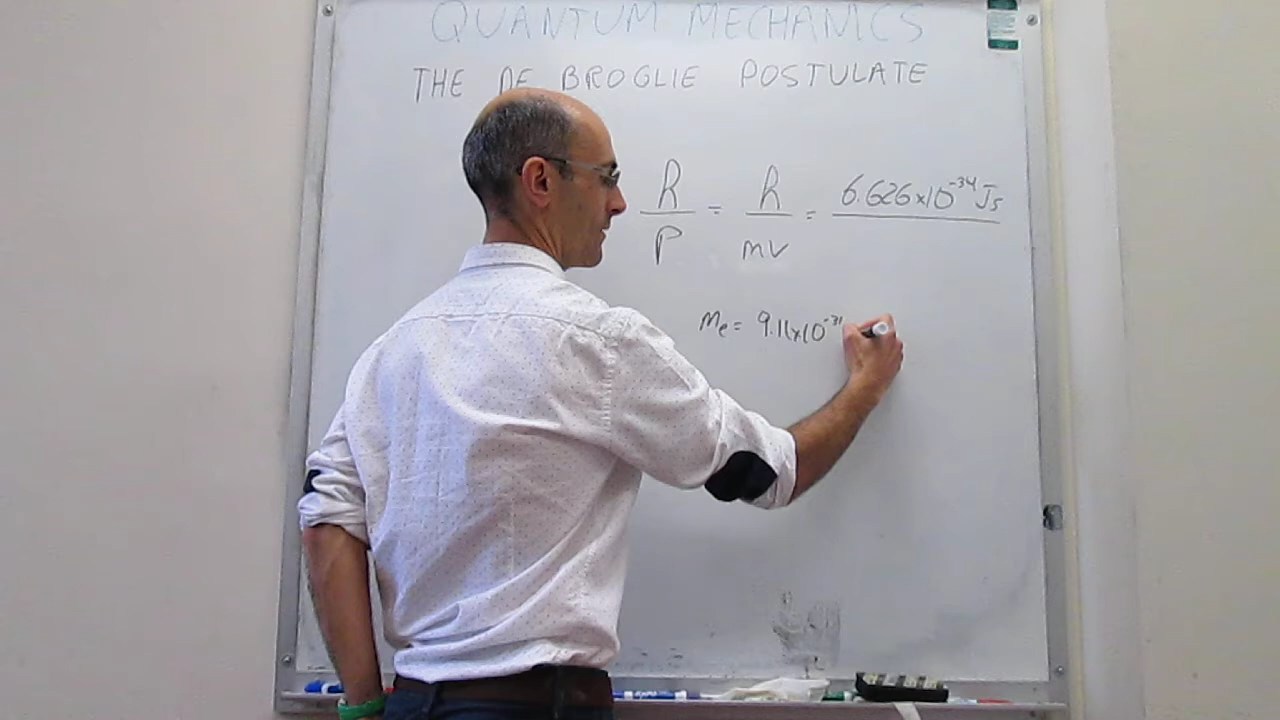 QUANTUM MECHANICS
THE DE BROGLIE POSTULATE
h/p = h/mv = 6.626x10⁻³⁴ Js
me = 9.11x10⁻³¹